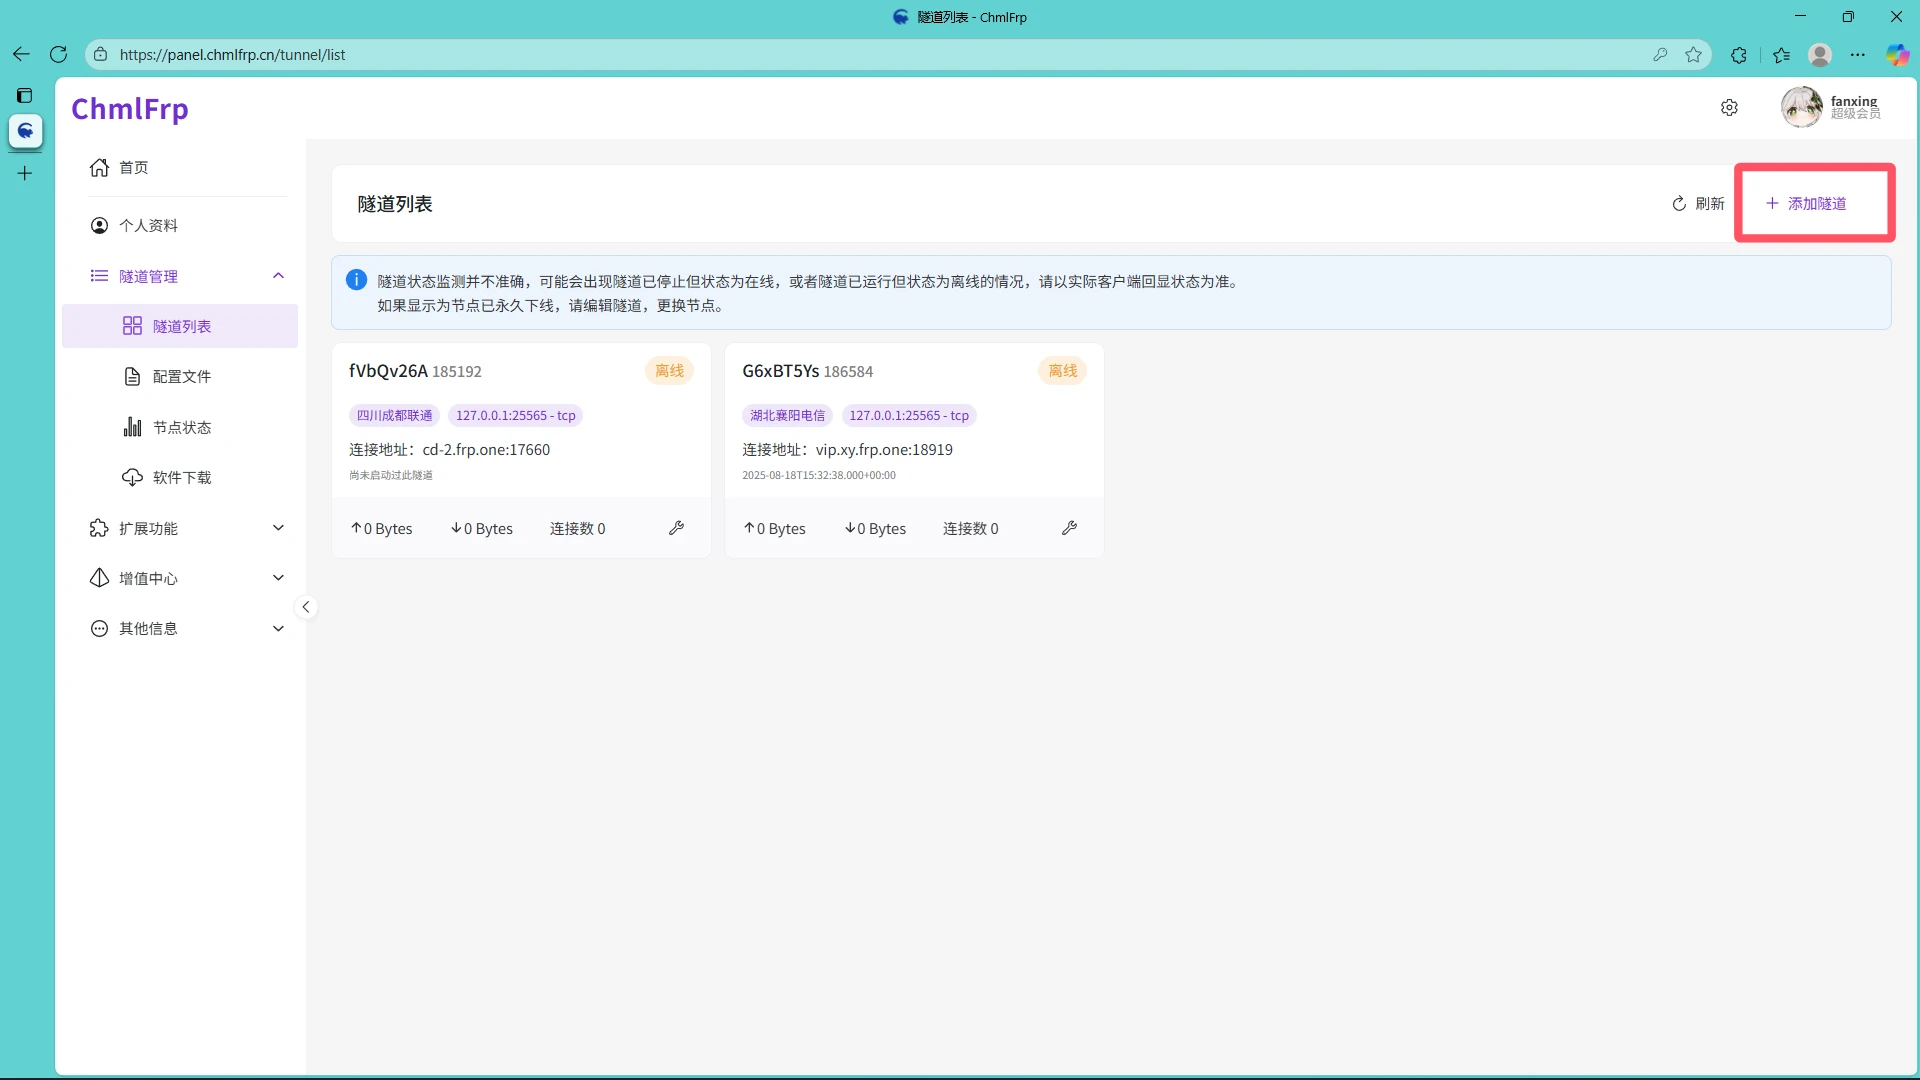 隧道列表 - ChmlFrp
https://panel.chmlfrp.cn/tunnel/list
ChmlFrp
fanxing
超级会员
首页
个人资料
隧道管理
隧道列表
配置文件
节点状态
软件下载
扩展功能
增值中心
其他信息
隧道列表
刷新
添加隧道
隧道状态监测并不准确，可能会出现隧道已停止但状态为在线，或者隧道已运行但状态为离线的情况，请以实际客户端回显状态为准。
如果显示为节点已永久下线，请编辑隧道，更换节点。
fVbQv26A 185192
离线
四川成都联通
127.0.0.1:25565 - tcp
连接地址：cd-2.frp.one:17660
尚未启动过此隧道
↑0 Bytes
↓0 Bytes
连接数 0
G6xBT5Ys 186584
离线
湖北襄阳电信
127.0.0.1:25565 - tcp
连接地址：vip.xy.frp.one:18919
2025-08-18T15:32:38.000+00:00
↑0 Bytes
↓0 Bytes
连接数 0